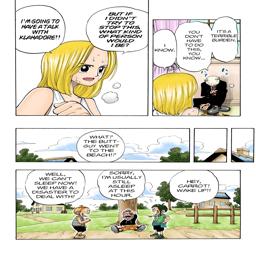 I'M GOING TO
HAVE A TALK
WITH
KLAHADORE!!
BUT IF
I DIDN'T
TRY TO
STOP THIS,
WHAT KIND
OF PERSON
WOULD
I BE?
I
KNOW.
YOU
DON'T
HAVE
TO DO
THIS,
YOU
KNOW...
IT'S A
TERRIBLE
BURDEN.
WHAT?
THE BUTT-
GUY WENT
TO THE
BEACH!?
WELL,
WE CAN'T
SLEEP NOW!
WE HAVE A
DISASTER TO
DEAL WITH!
SORRY,
I'M USUALLY
STILL
ASLEEP AT
THIS
HOUR.
HEY,
CARROT!
WAKE UP!!